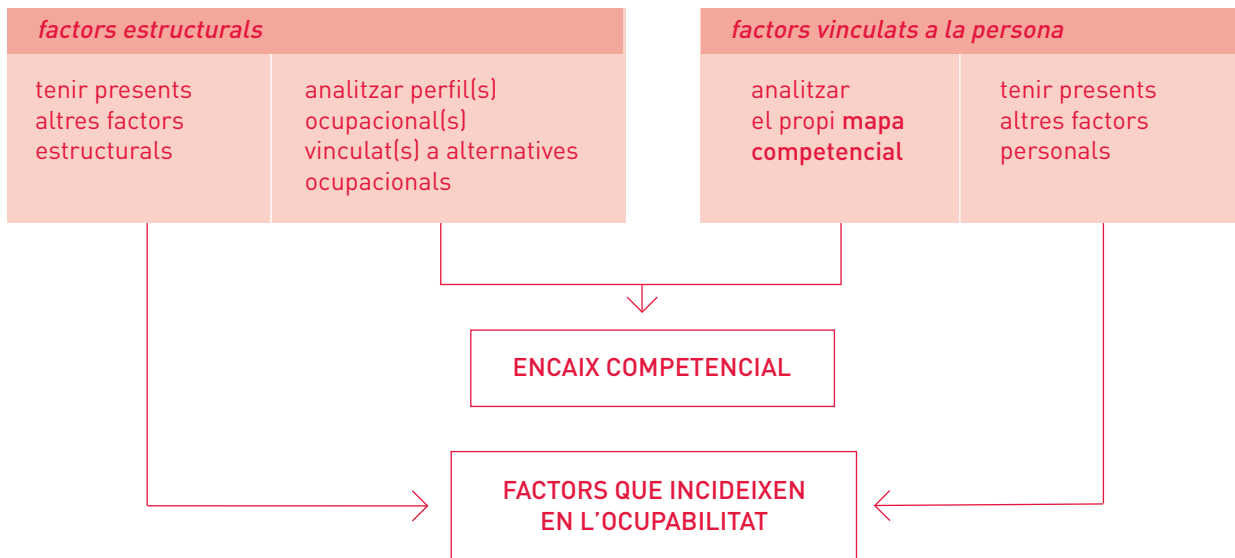 factors estructurals
tenir presents
altres factors
estructurals
analitzar perfil(s)
ocupacional(s)
vinculat(s) a alternatives
ocupacionals
factors vinculats a la persona
analitzar
el propi mapa
competencial
tenir presents
altres factors
personals
ENCAIX COMPETENCIAL
FACTORS QUE INCIDEIXEN
EN L'OCUPABILITAT